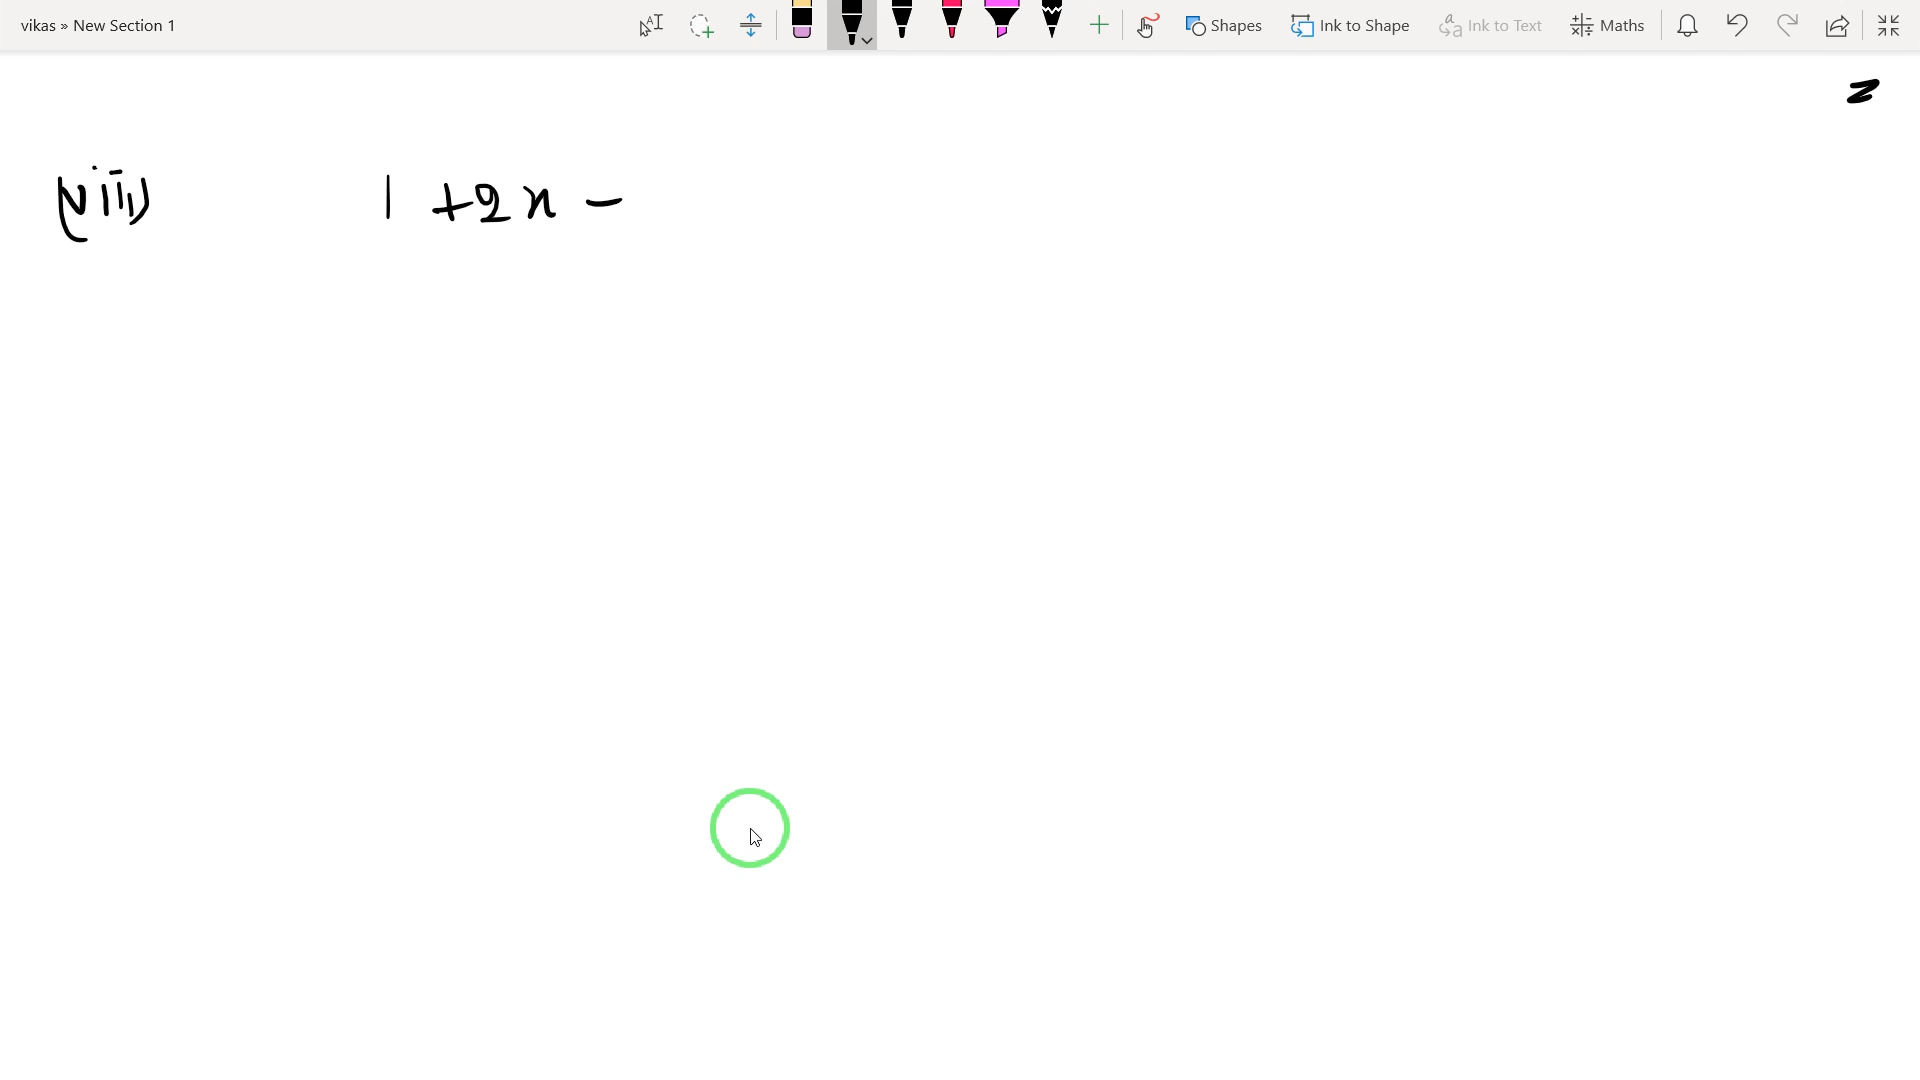 vikas » New Section 1 Shapes Ink to Shape Ink to Text Maths
(viii) 1 + 2x -